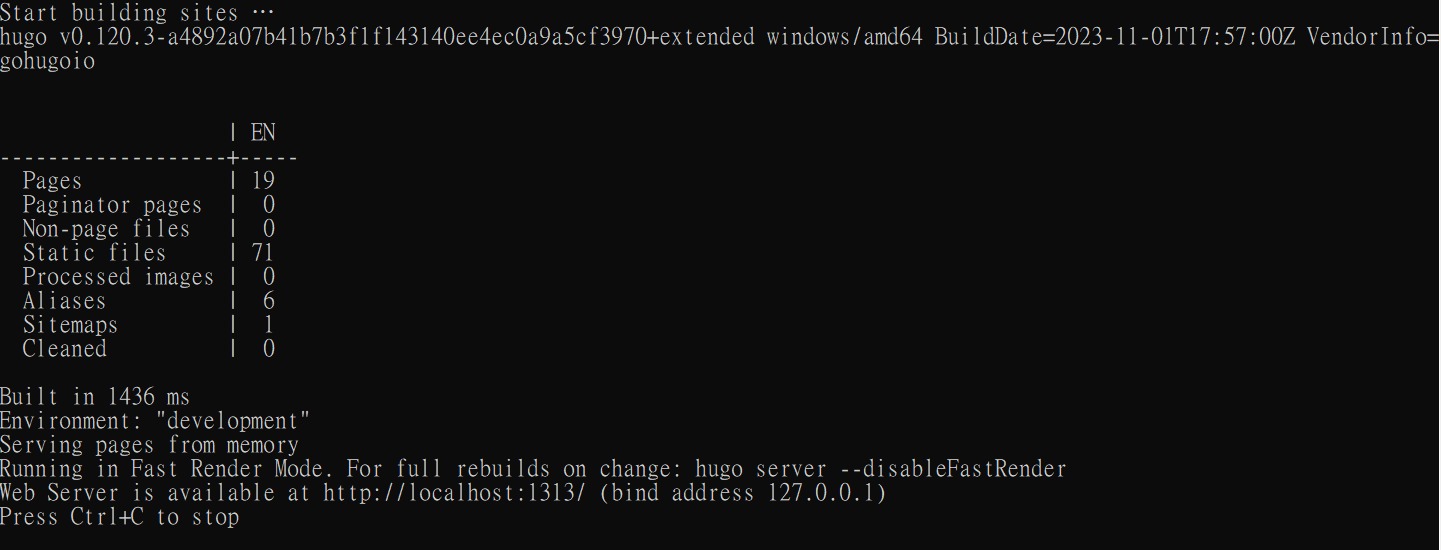 Start building sites …
hugo v0.120.3-a4892a07b41b7b3f1f143140ee4ec0a9a5cf3970+extended windows/amd64 BuildDate=2023-11-01T17:57:00Z VendorInfo=
gohugoio
| EN
-------------------+-----
Pages | 19
Paginator pages | 0
Non-page files | 0
Static files | 71
Processed images | 0
Aliases | 6
Sitemaps | 1
Cleaned | 0
Built in 1436 ms
Environment: "development"
Serving pages from memory
Running in Fast Render Mode. For full rebuilds on change: hugo server --disableFastRender
Web Server is available at http://localhost:1313/ (bind address 127.0.0.1)
Press Ctrl+C to stop